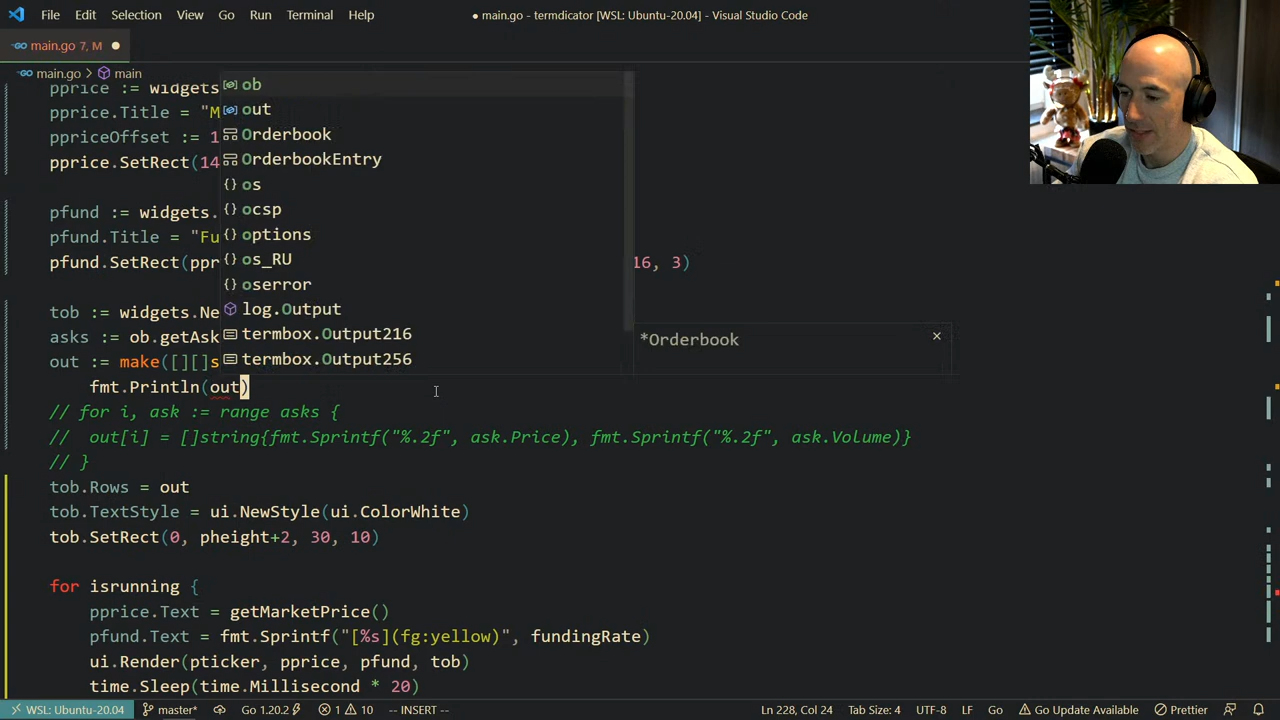 File Edit Selection View Go Run Terminal Help
● main.go - termdicator [WSL: Ubuntu-20.04] - Visual Studio Code
main.go 7, M ●
main.go > main
pprice := widgets
pprice.Title = "M
ppriceOffset := 1
pprice.SetRect(14
pfund := widgets.
pfund.Title = "Fu
pfund.SetRect(ppr 16, 3)
tob := widgets.Ne
asks := ob.getAsk
out := make([][]s
fmt.Println(out)
// for i, ask := range asks {
// out[i] = []string{fmt.Sprintf("%.2f", ask.Price), fmt.Sprintf("%.2f", ask.Volume)}
// }
tob.Rows = out
tob.TextStyle = ui.NewStyle(ui.ColorWhite)
tob.SetRect(0, pheight+2, 30, 10)
for isrunning {
pprice.Text = getMarketPrice()
pfund.Text = fmt.Sprintf("[%s](fg:yellow)", fundingRate)
ui.Render(pticker, pprice, pfund, tob)
time.Sleep(time.Millisecond * 20)
ob
out
Orderbook
OrderbookEntry
os
ocsp
options
os_RU
oserror
log.Output
termbox.Output216
termbox.Output256
*Orderbook ×
WSL: Ubuntu-20.04 master* Go 1.20.2 1 10 -- INSERT -- Ln 228, Col 24 Tab Size: 4 UTF-8 LF Go Go Update Available Prettier